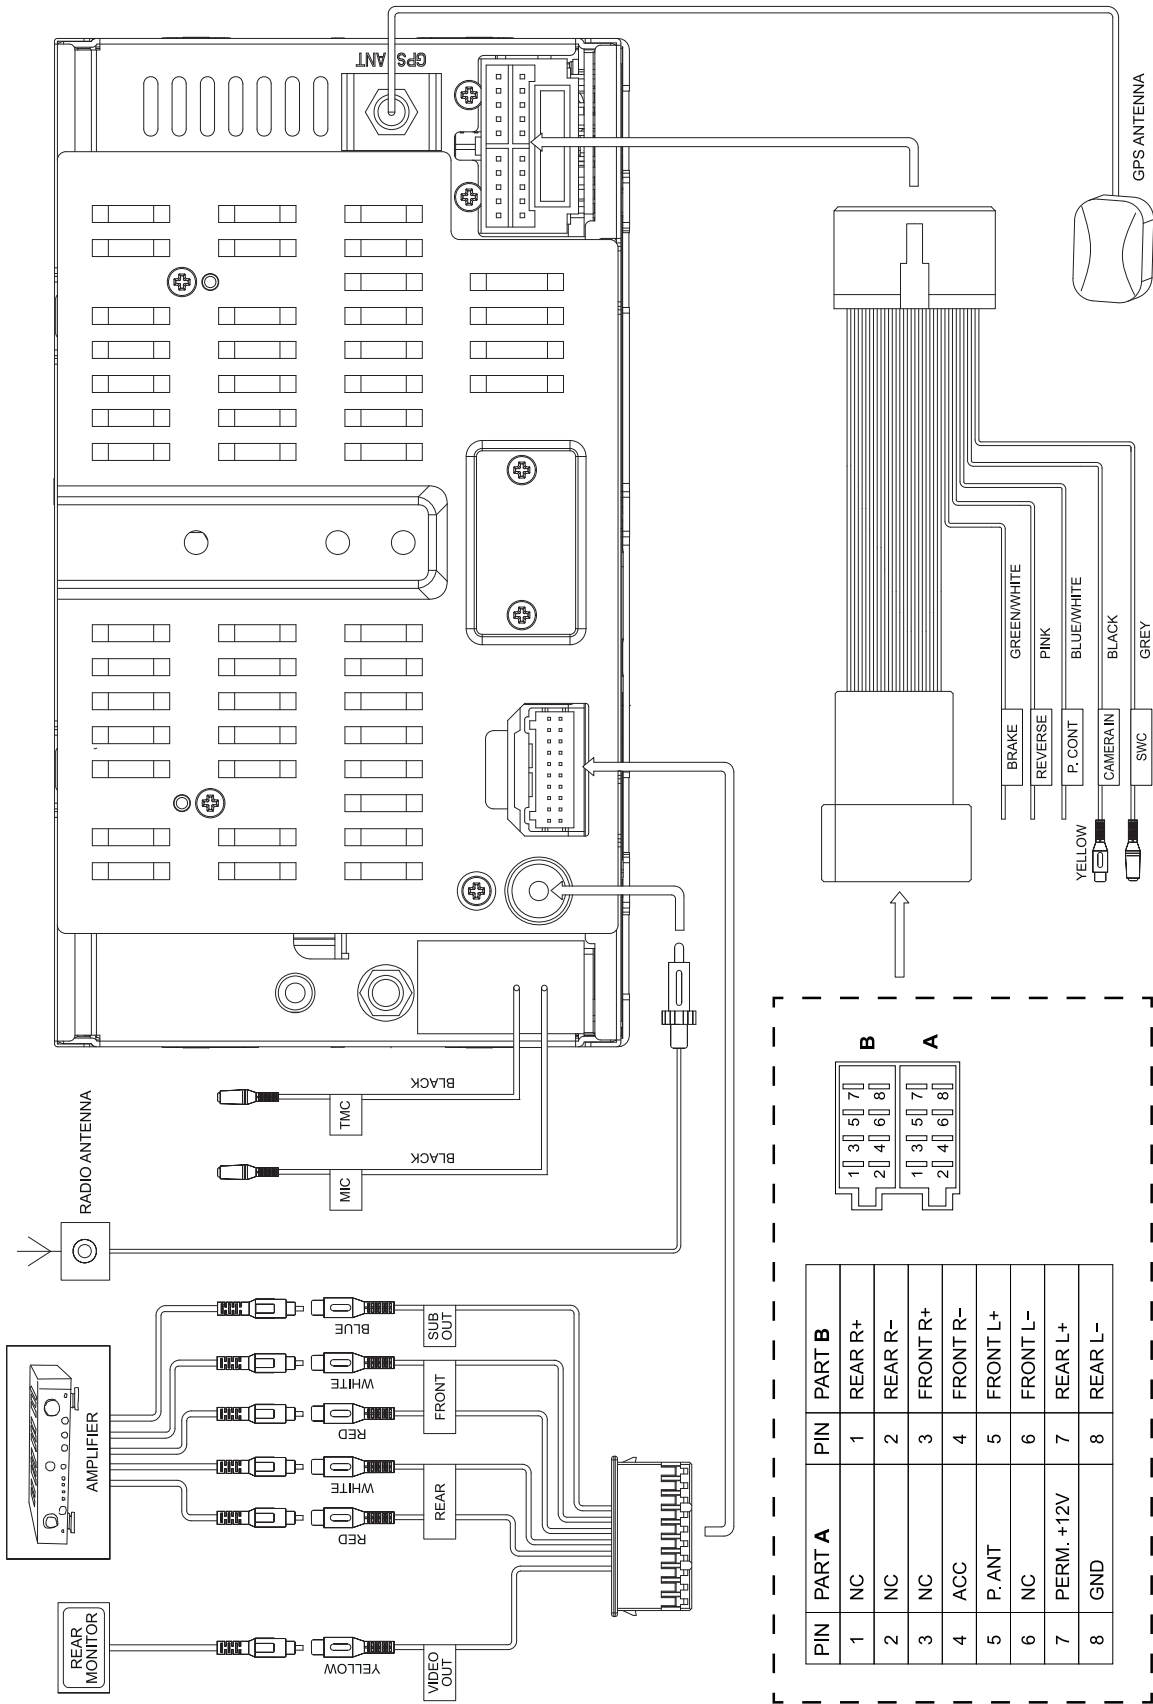 REAR
MONITOR
AMPLIFIER
RADIO ANTENNA
GPS ANT
GPS ANTENNA
YELLOW
VIDEO
OUT
RED
WHITE
REAR
RED
WHITE
FRONT
BLUE
SUB
OUT
MIC
BLACK
TMC
BLACK
BRAKE
GREEN/WHITE
REVERSE
PINK
P. CONT
BLUE/WHITE
YELLOW
CAMERA IN
BLACK
SWC
GREY
PIN PART A PIN PART B
1 NC 1 REAR R+
2 NC 2 REAR R-
3 NC 3 FRONT R+
4 ACC 4 FRONT R-
5 P. ANT 5 FRONT L+
6 NC 6 FRONT L-
7 PERM. +12V 7 REAR L+
8 GND 8 REAR L-
1 3 5 7
2 4 6 8
B
1 3 5 7
2 4 6 8
A